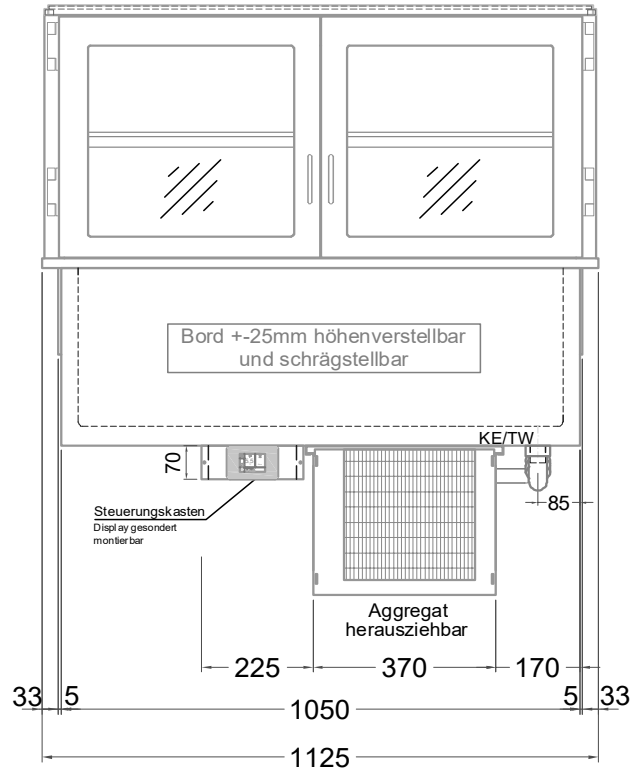 Bord +-25mm höhenverstellbar
und schrägstellbar
KE/TW
70
85
Steuerungskasten
Display gesondert
montierbar
Aggregat
herausziehbar
225 370 170
33 5 1050 5 33
1125